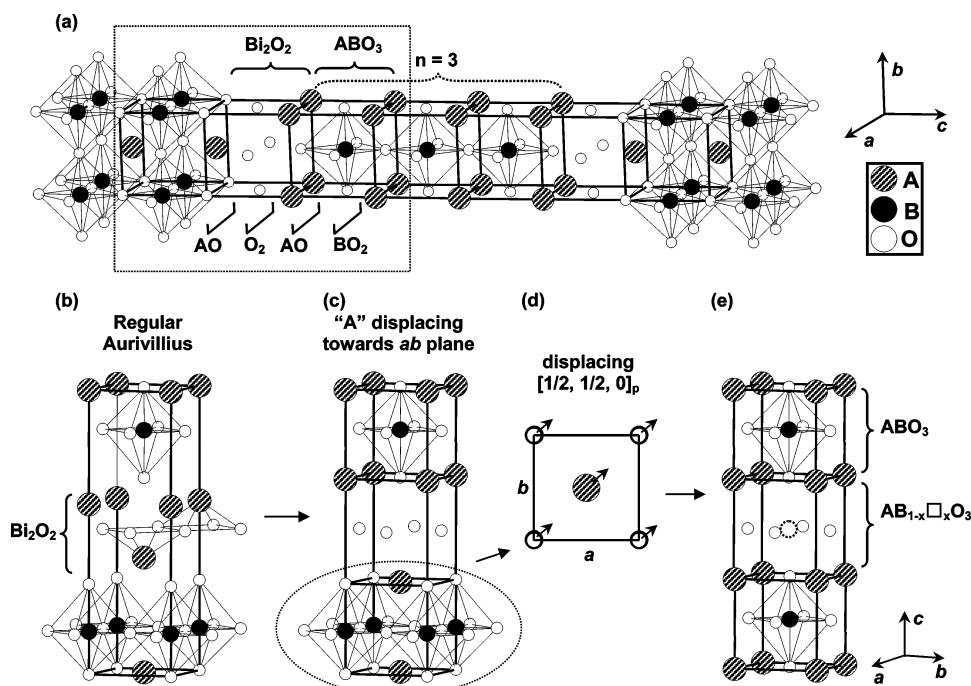 (a)
Bi₂O₂
ABO₃
n = 3
AO
O₂
AO
BO₂
b
c
a
A
B
O
(b)
Regular
Aurivillius
Bi₂O₂
(c)
“A” displacing
towards ab plane
(d)
displacing
[1/2, 1/2, 0]ₚ
b
a
(e)
ABO₃
AB₁₋ₓ□ₓO₃
c
a
b